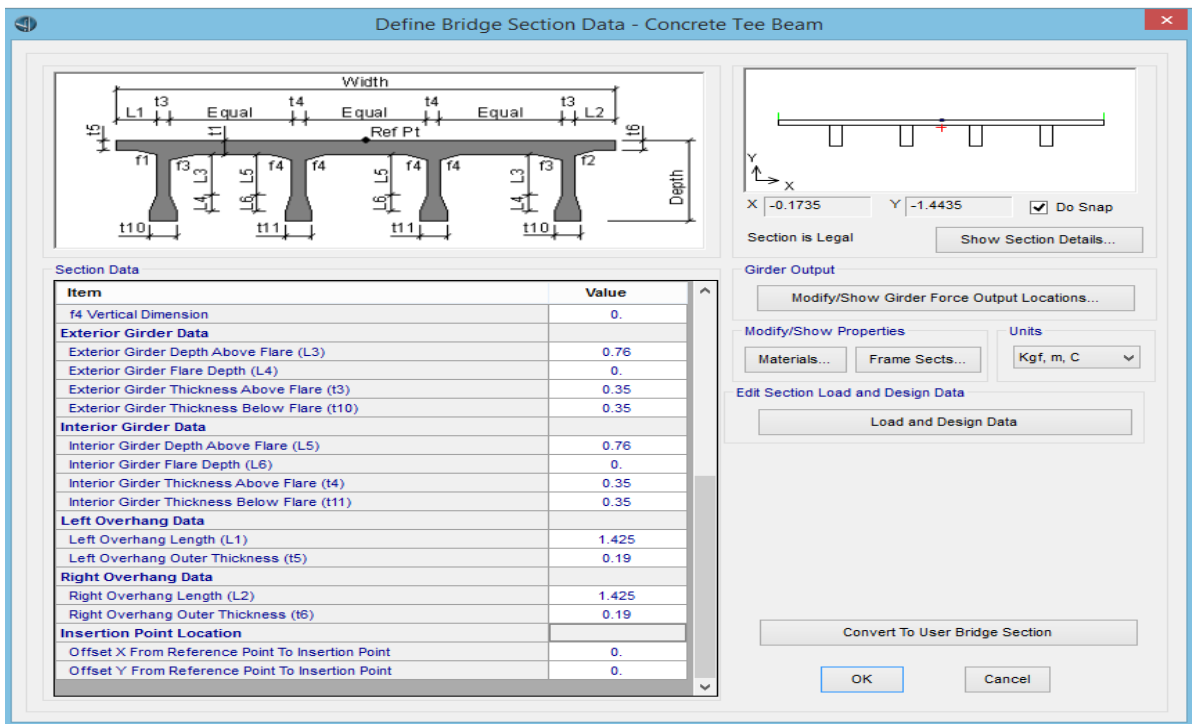 Define Bridge Section Data - Concrete Tee Beam
Width
L1 t3 Equal t4 Equal t4 Equal t3 L2
t5 t1 Ref Pt t6
f1 f3 L3 L5 f4 f4 L5 f4 f4 L3 f3 f2 Depth
L4 L6 L6 L4
t10 t11 t11 t10
Y
X
X -0.1735 Y -1.4435 Do Snap
Section is Legal Show Section Details...
Section Data
Item Value
f4 Vertical Dimension 0.
Exterior Girder Data
Exterior Girder Depth Above Flare (L3) 0.76
Exterior Girder Flare Depth (L4) 0.
Exterior Girder Thickness Above Flare (t3) 0.35
Exterior Girder Thickness Below Flare (t10) 0.35
Interior Girder Data
Interior Girder Depth Above Flare (L5) 0.76
Interior Girder Flare Depth (L6) 0.
Interior Girder Thickness Above Flare (t4) 0.35
Interior Girder Thickness Below Flare (t11) 0.35
Left Overhang Data
Left Overhang Length (L1) 1.425
Left Overhang Outer Thickness (t5) 0.19
Right Overhang Data
Right Overhang Length (L2) 1.425
Right Overhang Outer Thickness (t6) 0.19
Insertion Point Location
Offset X From Reference Point To Insertion Point 0.
Offset Y From Reference Point To Insertion Point 0.
Girder Output
Modify/Show Girder Force Output Locations...
Modify/Show Properties
Materials... Frame Sects...
Units
Kgf, m, C
Edit Section Load and Design Data
Load and Design Data
Convert To User Bridge Section
OK Cancel